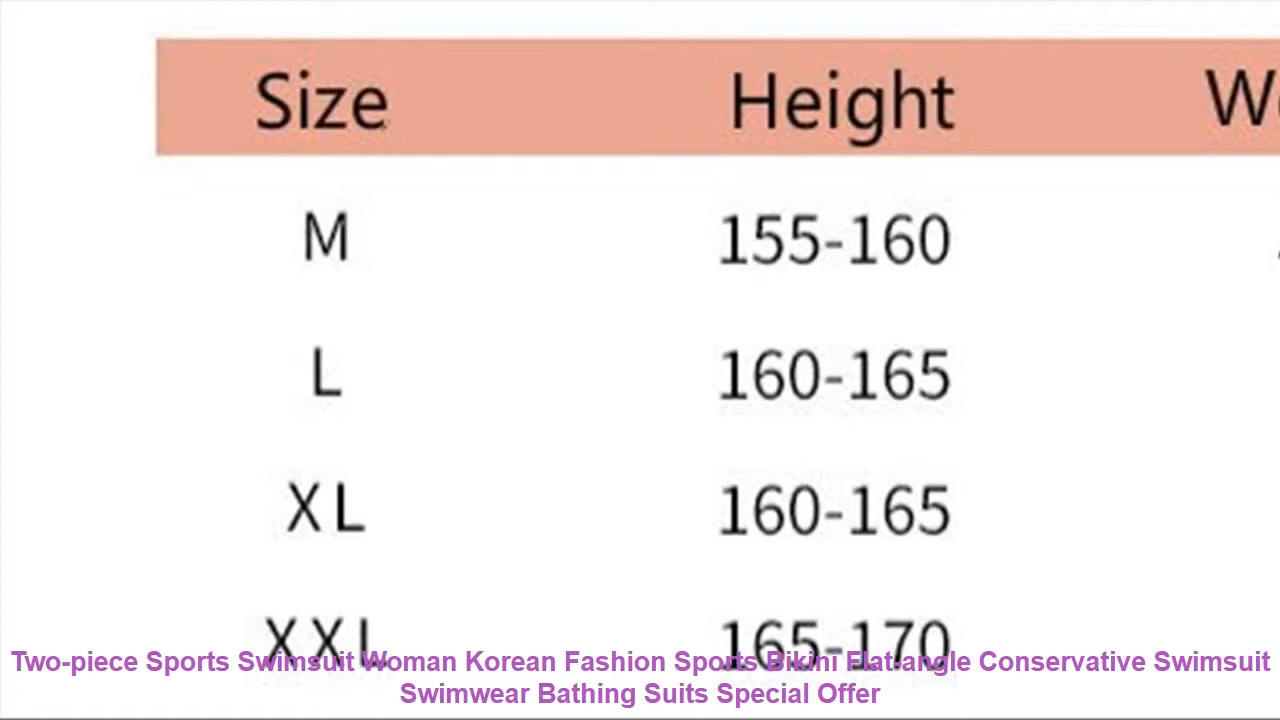 Size Height
M 155-160
L 160-165
XL 160-165
XXL 165-170
Two-piece Sports Swimsuit Woman Korean Fashion Sports Bikini Flat-angle Conservative Swimsuit
Swimwear Bathing Suits Special Offer